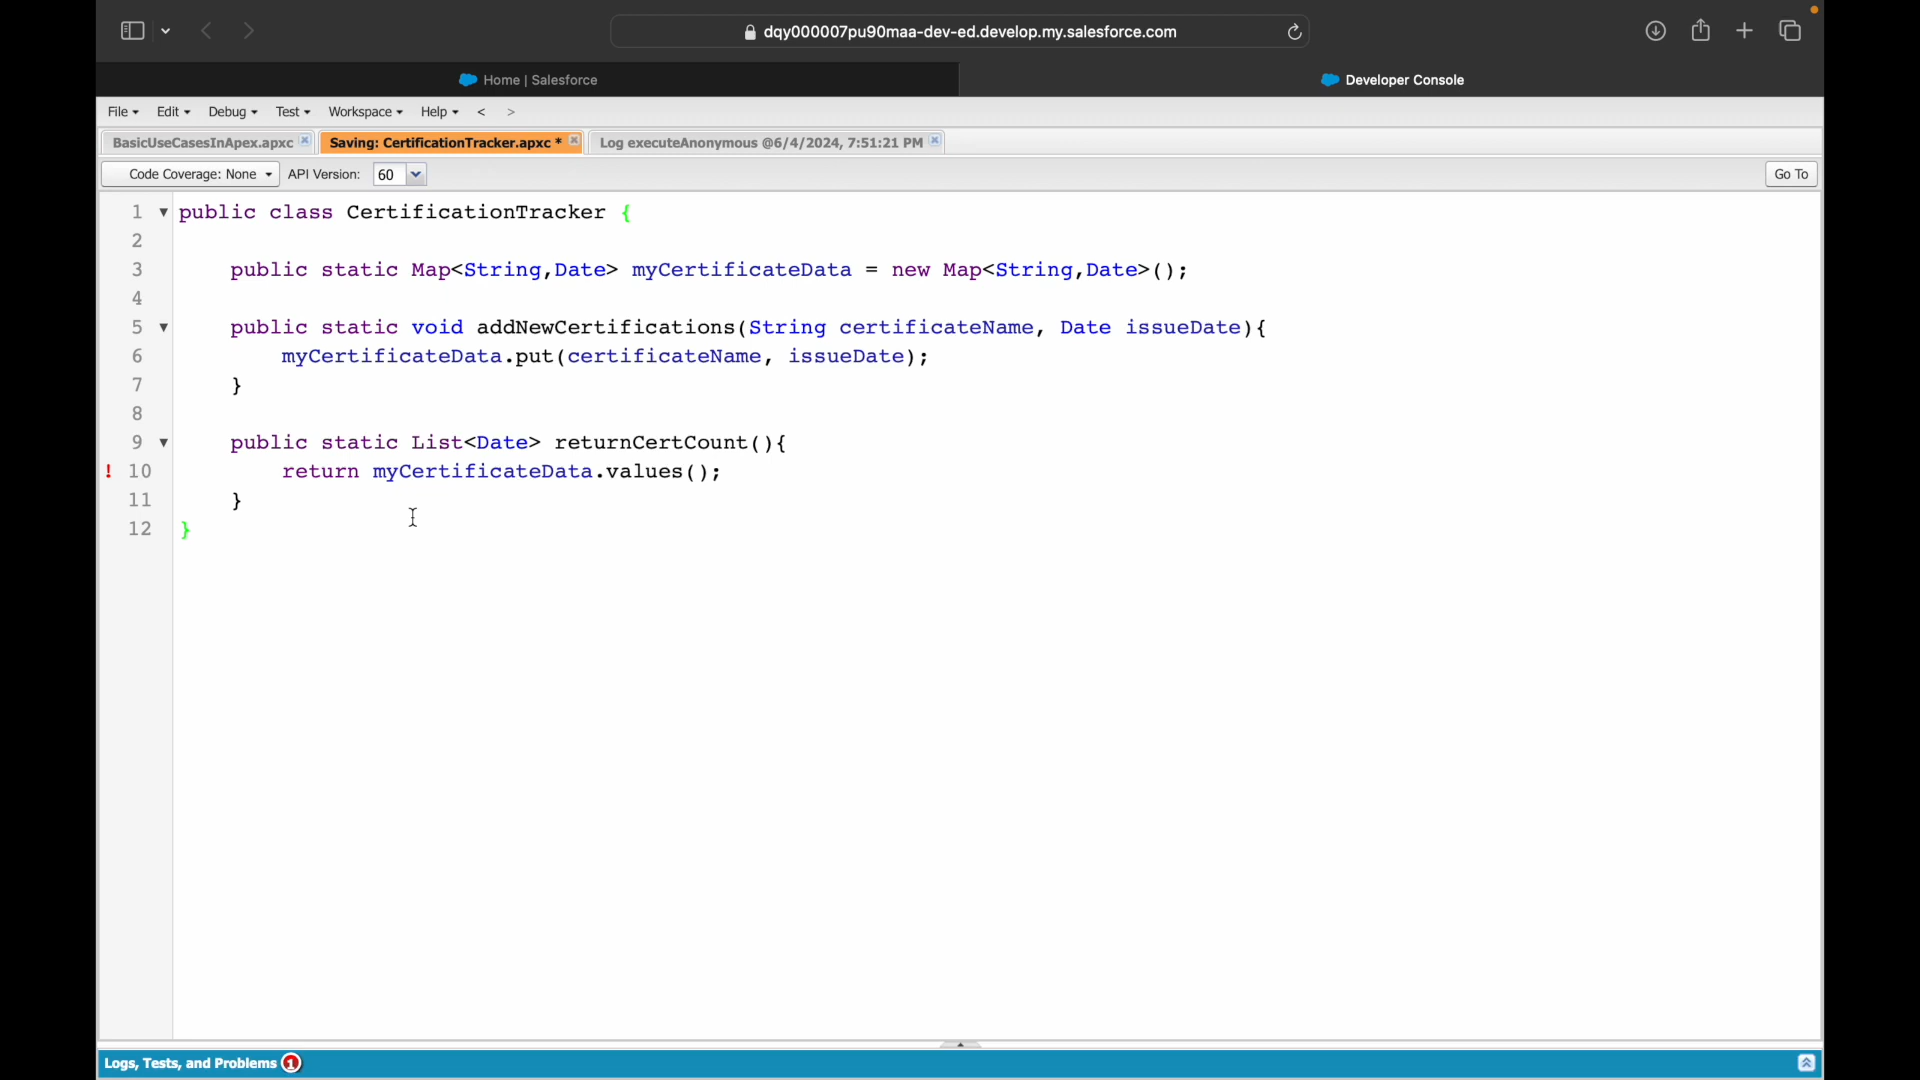 dqy000007pu90maa-dev-ed.develop.my.salesforce.com
Home | Salesforce
Developer Console
File Edit Debug Test Workspace Help < >
BasicUseCasesInApex.apxc
Saving: CertificationTracker.apxc *
Log executeAnonymous @6/4/2024, 7:51:21 PM
Code Coverage: None API Version: 60 Go To
1 public class CertificationTracker {
2
3 public static Map<String,Date> myCertificateData = new Map<String,Date>();
4
5 public static void addNewCertifications(String certificateName, Date issueDate){
6 myCertificateData.put(certificateName, issueDate);
7 }
8
9 public static List<Date> returnCertCount(){
! 10 return myCertificateData.values();
11 }
12 }
Logs, Tests, and Problems 1